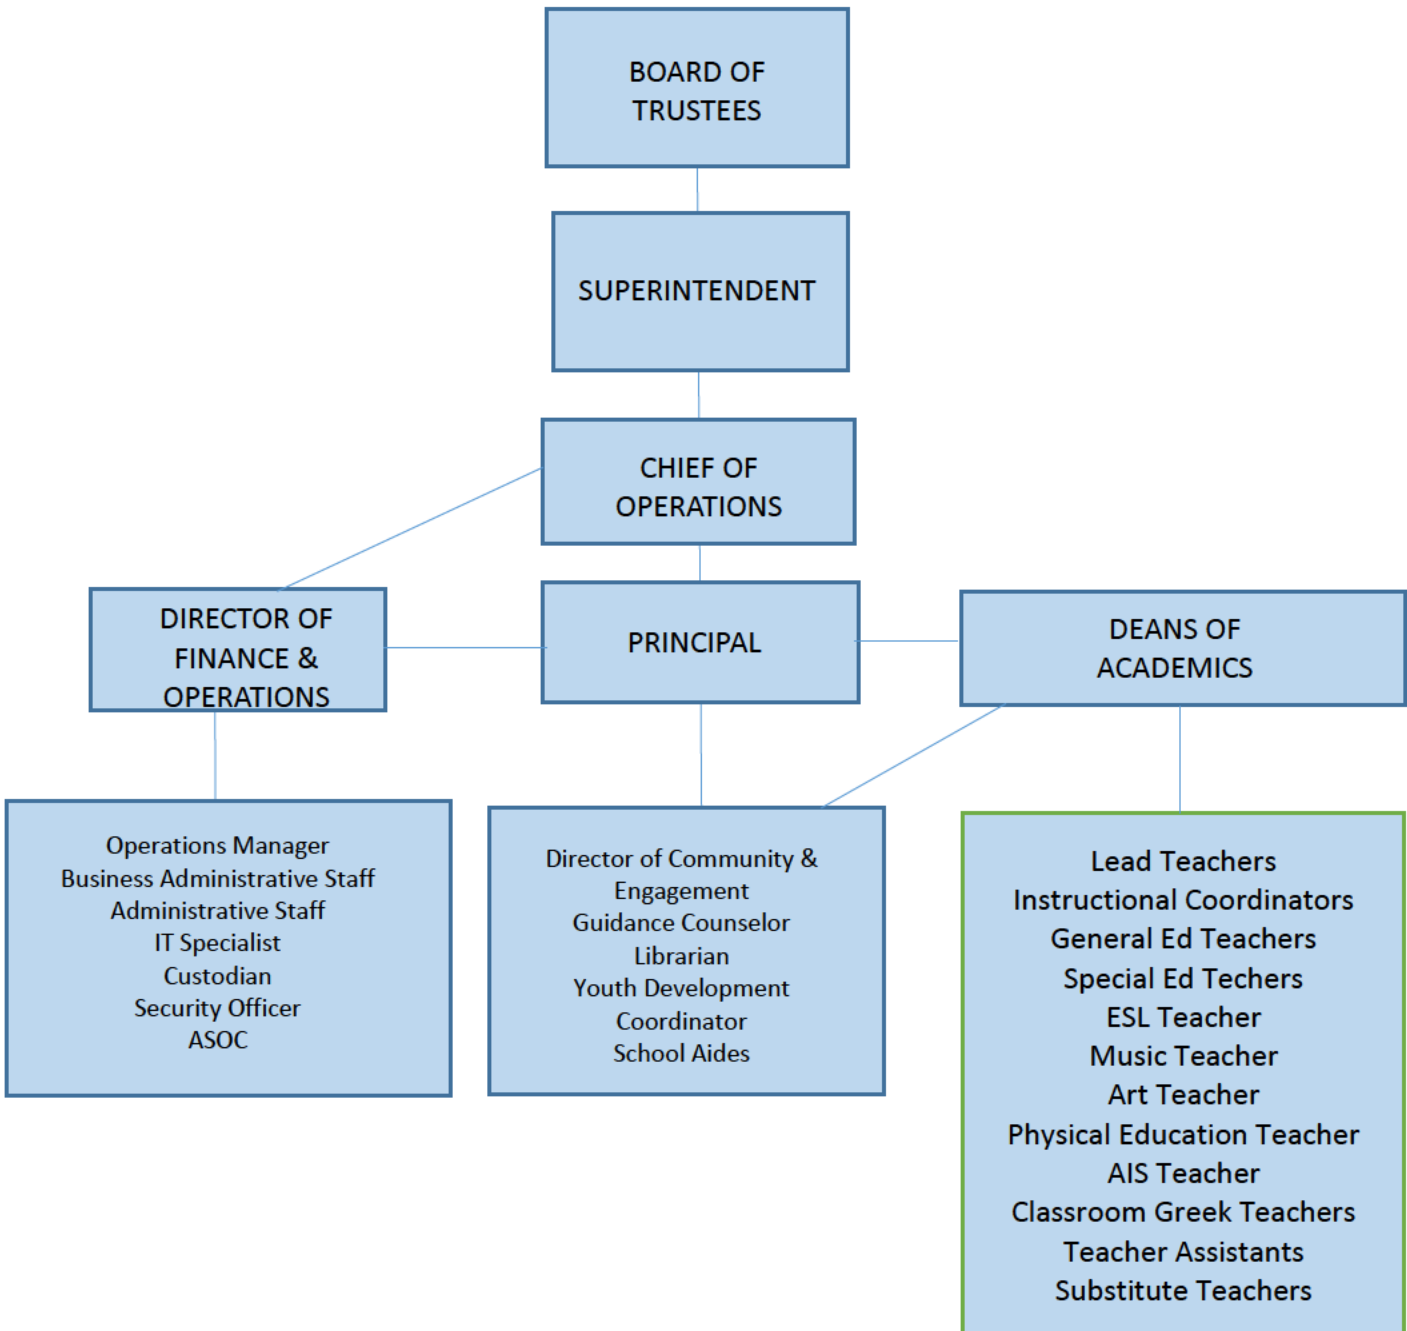 BOARD OF
TRUSTEES
SUPERINTENDENT
CHIEF OF
OPERATIONS
DIRECTOR OF
FINANCE &
OPERATIONS
PRINCIPAL
DEANS OF
ACADEMICS
Operations Manager
Business Administrative Staff
Administrative Staff
IT Specialist
Custodian
Security Officer
ASOC
Director of Community &
Engagement
Guidance Counselor
Librarian
Youth Development
Coordinator
School Aides
Lead Teachers
Instructional Coordinators
General Ed Teachers
Special Ed Techers
ESL Teacher
Music Teacher
Art Teacher
Physical Education Teacher
AIS Teacher
Classroom Greek Teachers
Teacher Assistants
Substitute Teachers